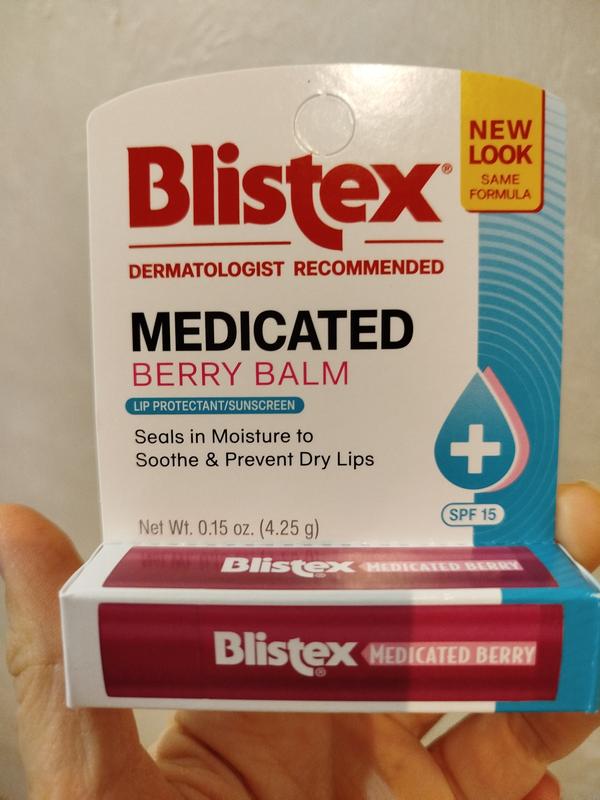 Blistex®
NEW
LOOK
SAME
FORMULA
DERMATOLOGIST RECOMMENDED
MEDICATED
BERRY BALM
LIP PROTECTANT/SUNSCREEN
Seals in Moisture to
Soothe & Prevent Dry Lips
SPF 15
Net Wt. 0.15 oz. (4.25 g)
Blistex® MEDICATED BERRY
Blistex® MEDICATED BERRY